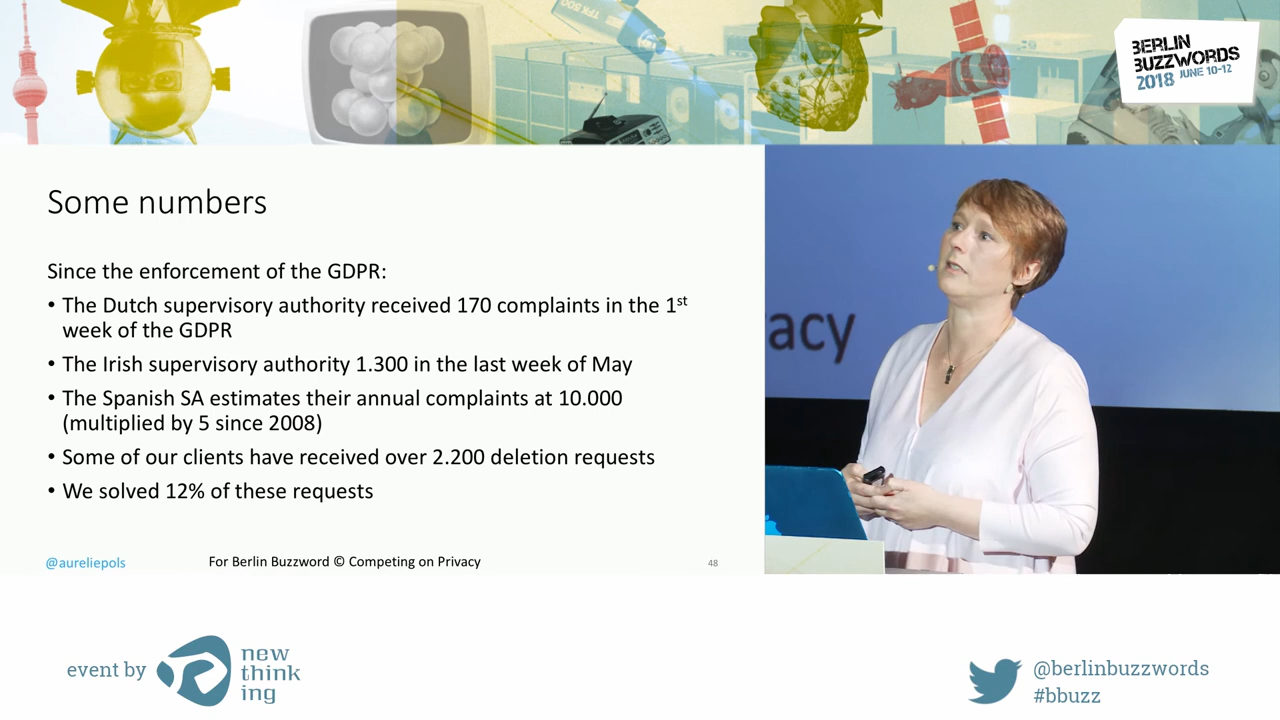 TFK 500
BERLIN
BUZZWORDS
2018 JUNE 10-12
Some numbers
Since the enforcement of the GDPR:
• The Dutch supervisory authority received 170 complaints in the 1st
week of the GDPR
• The Irish supervisory authority 1.300 in the last week of May
• The Spanish SA estimates their annual complaints at 10.000
(multiplied by 5 since 2008)
• Some of our clients have received over 2.200 deletion requests
• We solved 12% of these requests
@aureliepols
For Berlin Buzzword © Competing on Privacy
48
acy
event by
new
think
ing
@berlinbuzzwords
#bbuzz